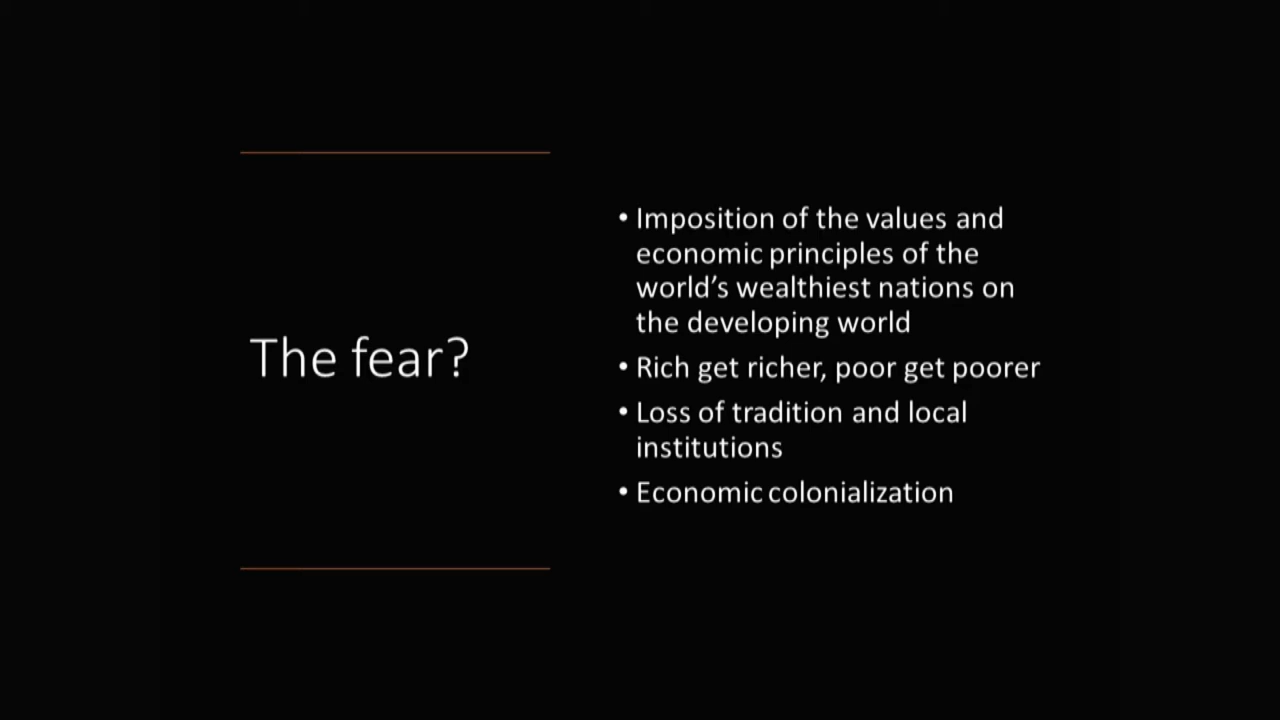 The fear?
• Imposition of the values and
economic principles of the
world's wealthiest nations on
the developing world
• Rich get richer, poor get poorer
• Loss of tradition and local
institutions
• Economic colonialization